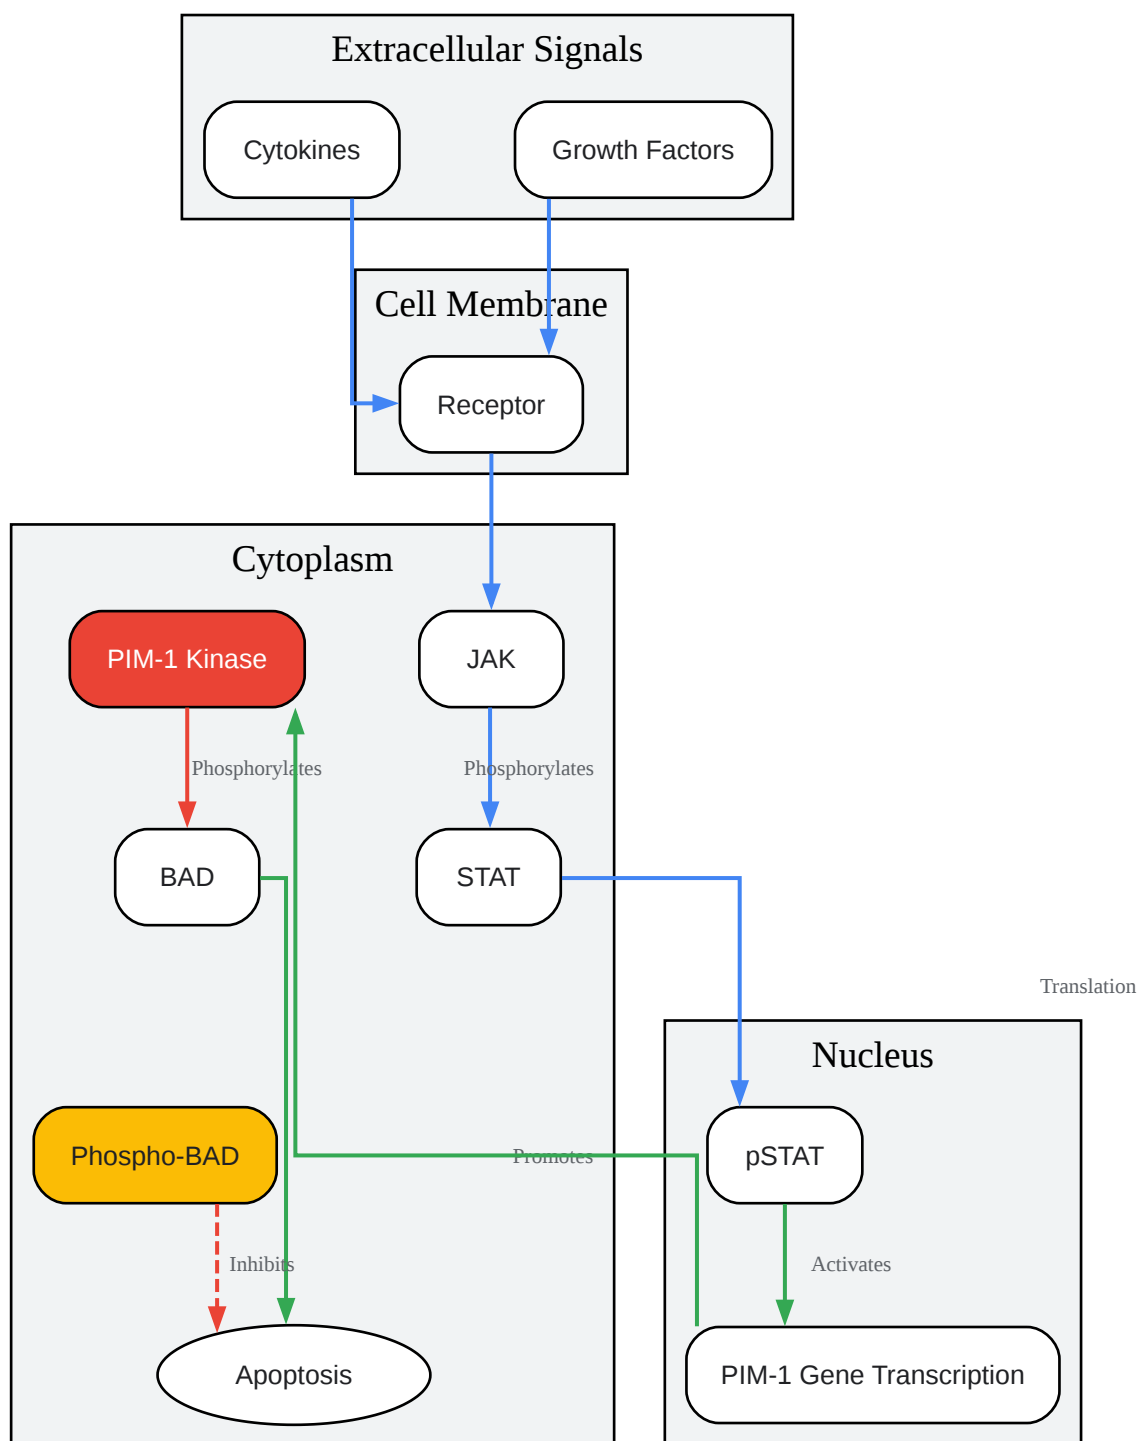 Extracellular Signals
Cytokines
Growth Factors
Cell Membrane
Receptor
Cytoplasm
PIM-1 Kinase
JAK
Phosphorylates
Phosphorylates
BAD
STAT
Translation
Nucleus
Phospho-BAD
Promotes
pSTAT
Inhibits
Activates
Apoptosis
PIM-1 Gene Transcription